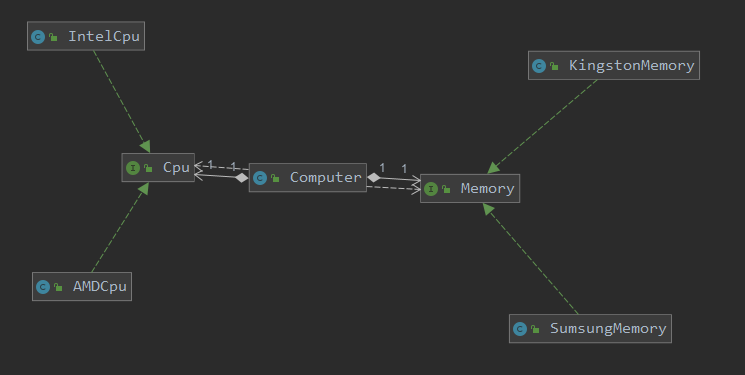 C IntelCpu
C KingstonMemory
I Cpu
1 1
C Computer
1 1
I Memory
C AMDCpu
C SumsungMemory